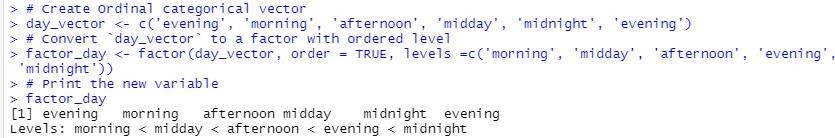 > # Create Ordinal categorical vector
> day_vector <- c('evening', 'morning', 'afternoon', 'midday', 'midnight', 'evening')
> # Convert `day_vector` to a factor with ordered level
> factor_day <- factor(day_vector, order = TRUE, levels =c('morning', 'midday', 'afternoon', 'evening',
'midnight'))
> # Print the new variable
> factor_day
[1] evening   morning   afternoon midday    midnight  evening
Levels: morning < midday < afternoon < evening < midnight